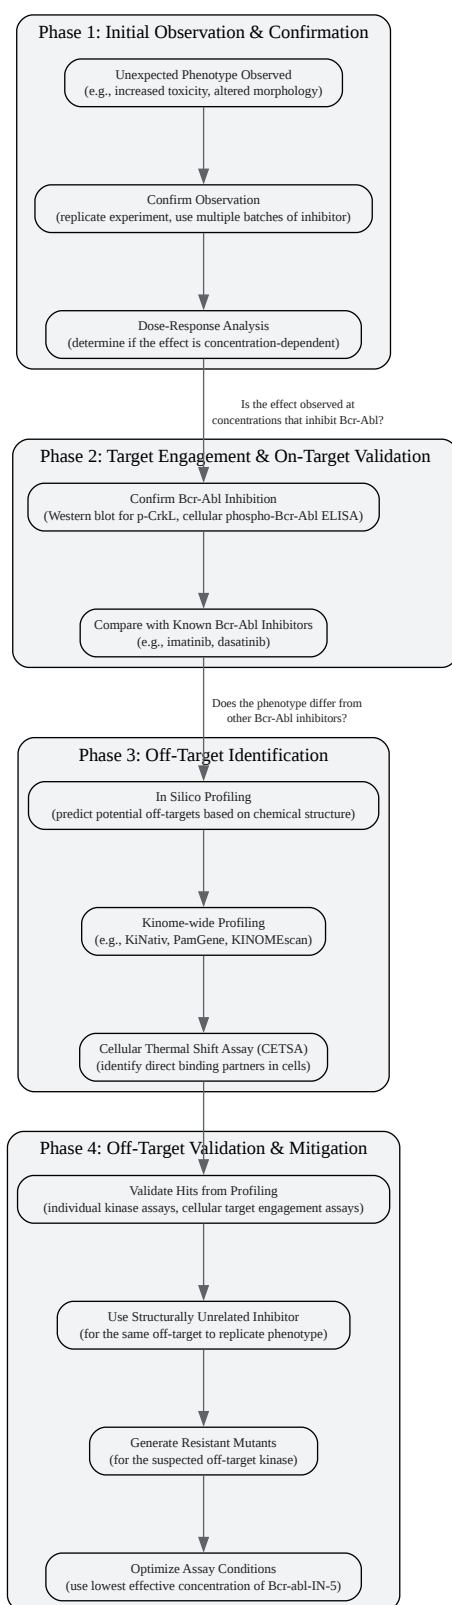 Phase 1: Initial Observation & Confirmation
Unexpected Phenotype Observed
(e.g., increased toxicity, altered morphology)
Confirm Observation
(replicate experiment, use multiple batches of inhibitor)
Dose-Response Analysis
(determine if the effect is concentration-dependent)
Is the effect observed at
concentrations that inhibit Bcr-Abl?
Phase 2: Target Engagement & On-Target Validation
Confirm Bcr-Abl Inhibition
(Western blot for p-CrkL, cellular phospho-Bcr-Abl ELISA)
Compare with Known Bcr-Abl Inhibitors
(e.g., imatinib, dasatinib)
Does the phenotype differ from
other Bcr-Abl inhibitors?
Phase 3: Off-Target Identification
In Silico Profiling
(predict potential off-targets based on chemical structure)
Kinome-wide Profiling
(e.g., KiNativ, PamGene, KINOMEscan)
Cellular Thermal Shift Assay (CETSA)
(identify direct binding partners in cells)
Phase 4: Off-Target Validation & Mitigation
Validate Hits from Profiling
(individual kinase assays, cellular target engagement assays)
Use Structurally Unrelated Inhibitor
(for the same off-target to replicate phenotype)
Generate Resistant Mutants
(for the suspected off-target kinase)
Optimize Assay Conditions
(use lowest effective concentration of Bcr-abl-IN-5)